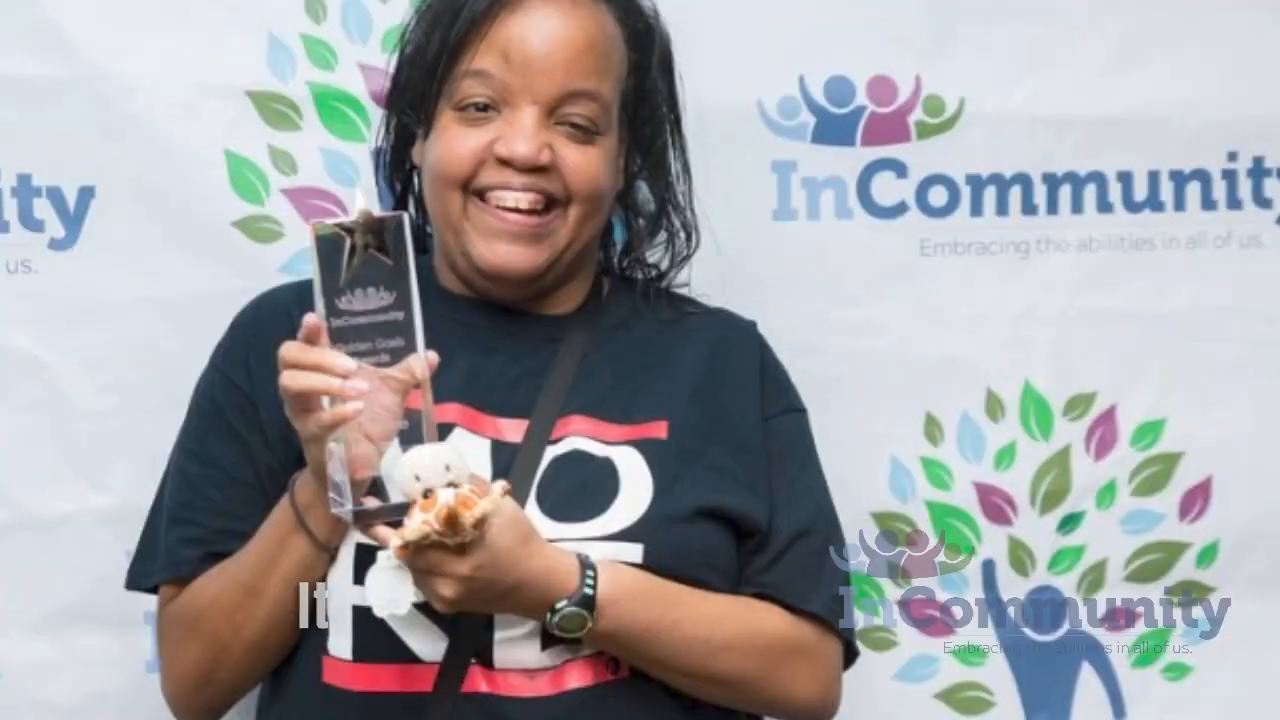 InCommunity
Embracing the abilities in all of us.
ity
us.
InCommunity
Golden Goals
Awards
It
InCommunity
Embracing the abilities in all of us.